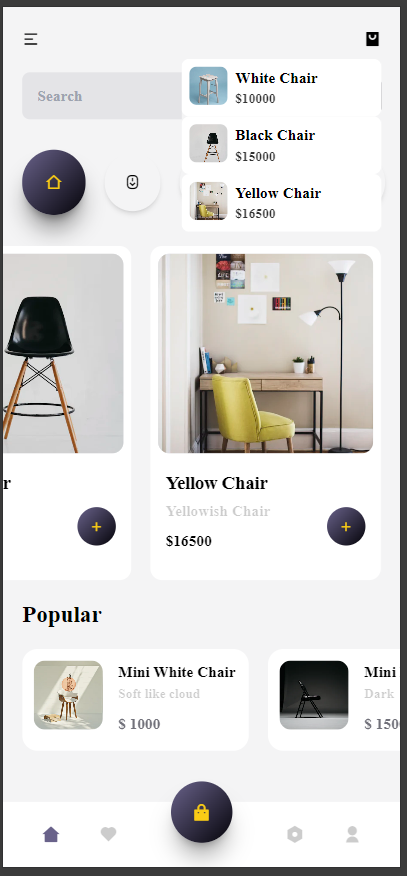 White Chair
$10000
Search
Black Chair
$15000
Yellow Chair
$16500
r
Yellow Chair
Yellowish Chair
$16500
Popular
Mini White Chair
Soft like cloud
$ 1000
Mini
Dark
$ 150